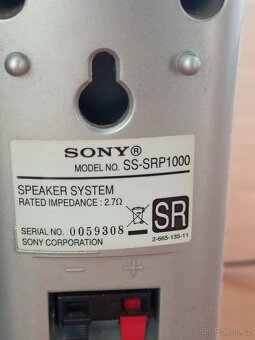 SONY®
MODEL NO. SS-SRP1000
SPEAKER SYSTEM
RATED IMPEDANCE : 2.7Ω
SERIAL NO. 0059308
SONY CORPORATION
SR
2-665-135-11
− +